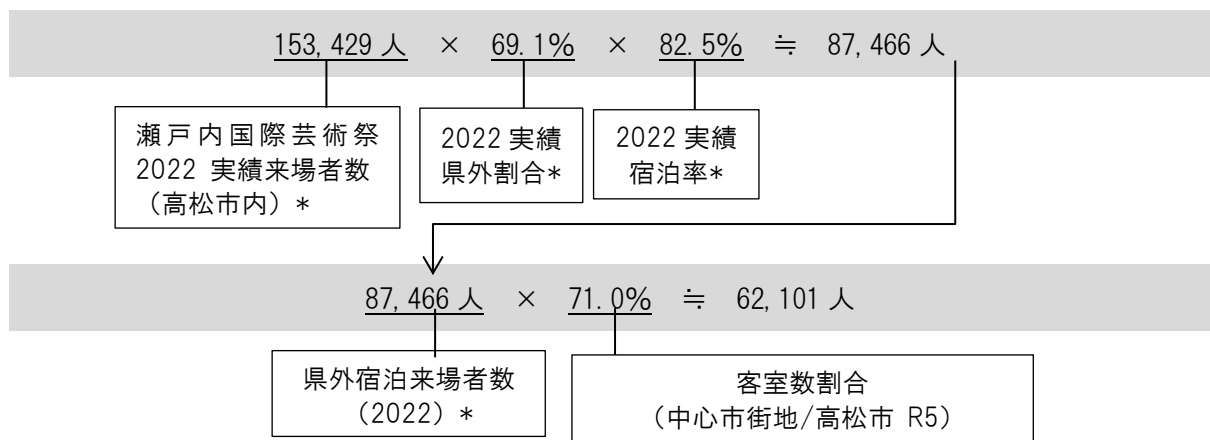 153,429 人 × 69.1% × 82.5% ≒ 87,466 人
瀬戸内国際芸術祭
2022 実績来場者数
（高松市内）*
2022 実績
県外割合*
2022 実績
宿泊率*
87,466 人 × 71.0% ≒ 62,101 人
県外宿泊来場者数
（2022）*
客室数割合
（中心市街地/高松市 R5）